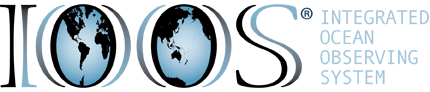 IOOS®
INTEGRATED
OCEAN
OBSERVING
SYSTEM